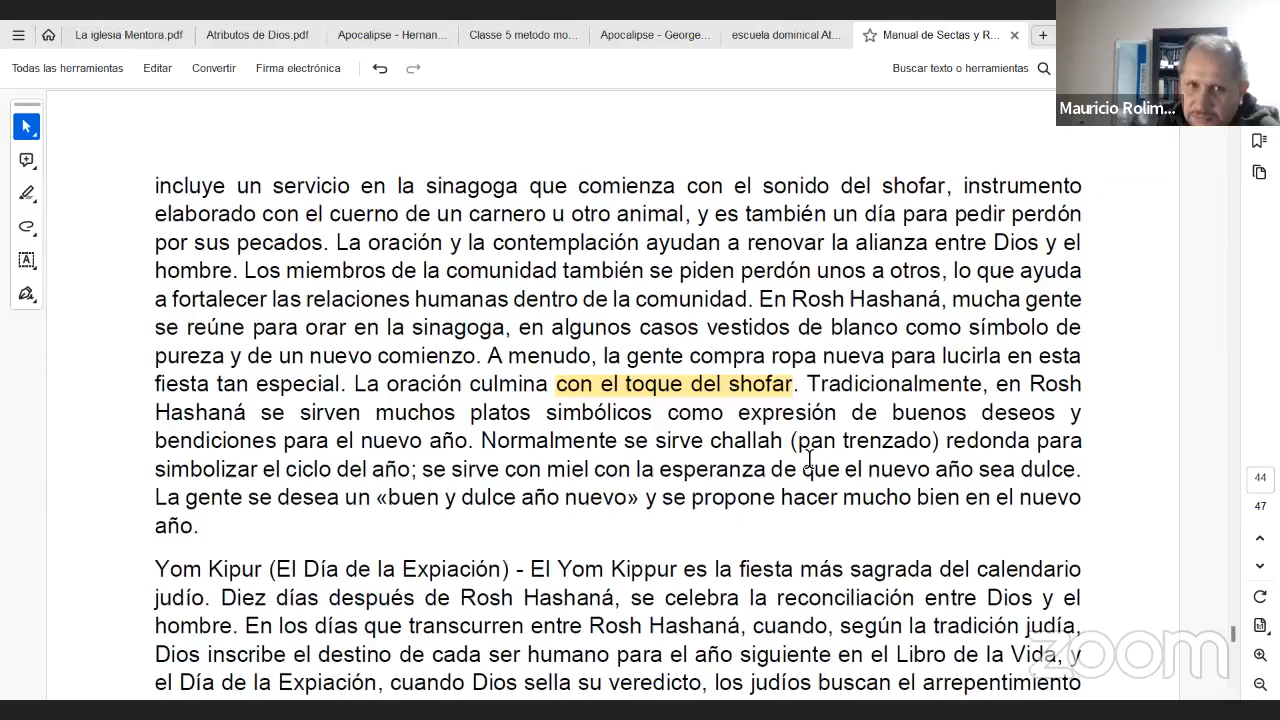 La iglesia Mentora.pdf
Atributos de Dios.pdf
Apocalipse - Hernan...
Classe 5 metodo mo...
Apocalipse - George...
escuela dominical Al...
Manual de Sectas y R...
Todas las herramientas
Editar
Convertir
Firma electrónica
Buscar texto o herramientas
Mauricio Rolim...
incluye un servicio en la sinagoga que comienza con el sonido del shofar, instrumento
elaborado con el cuerno de un carnero u otro animal, y es también un día para pedir perdón
por sus pecados. La oración y la contemplación ayudan a renovar la alianza entre Dios y el
hombre. Los miembros de la comunidad también se piden perdón unos a otros, lo que ayuda
a fortalecer las relaciones humanas dentro de la comunidad. En Rosh Hashaná, mucha gente
se reúne para orar en la sinagoga, en algunos casos vestidos de blanco como símbolo de
pureza y de un nuevo comienzo. A menudo, la gente compra ropa nueva para lucirla en esta
fiesta tan especial. La oración culmina con el toque del shofar. Tradicionalmente, en Rosh
Hashaná se sirven muchos platos simbólicos como expresión de buenos deseos y
bendiciones para el nuevo año. Normalmente se sirve challah (pan trenzado) redonda para
simbolizar el ciclo del año; se sirve con miel con la esperanza de que el nuevo año sea dulce.
La gente se desea un «buen y dulce año nuevo» y se propone hacer mucho bien en el nuevo
año.
Yom Kipur (El Día de la Expiación) - El Yom Kippur es la fiesta más sagrada del calendario
judío. Diez días después de Rosh Hashaná, se celebra la reconciliación entre Dios y el
hombre. En los días que transcurren entre Rosh Hashaná, cuando, según la tradición judía,
Dios inscribe el destino de cada ser humano para el año siguiente en el Libro de la Vida, y
el Día de la Expiación, cuando Dios sella su veredicto, los judíos buscan el arrepentimiento
44
47
zoom